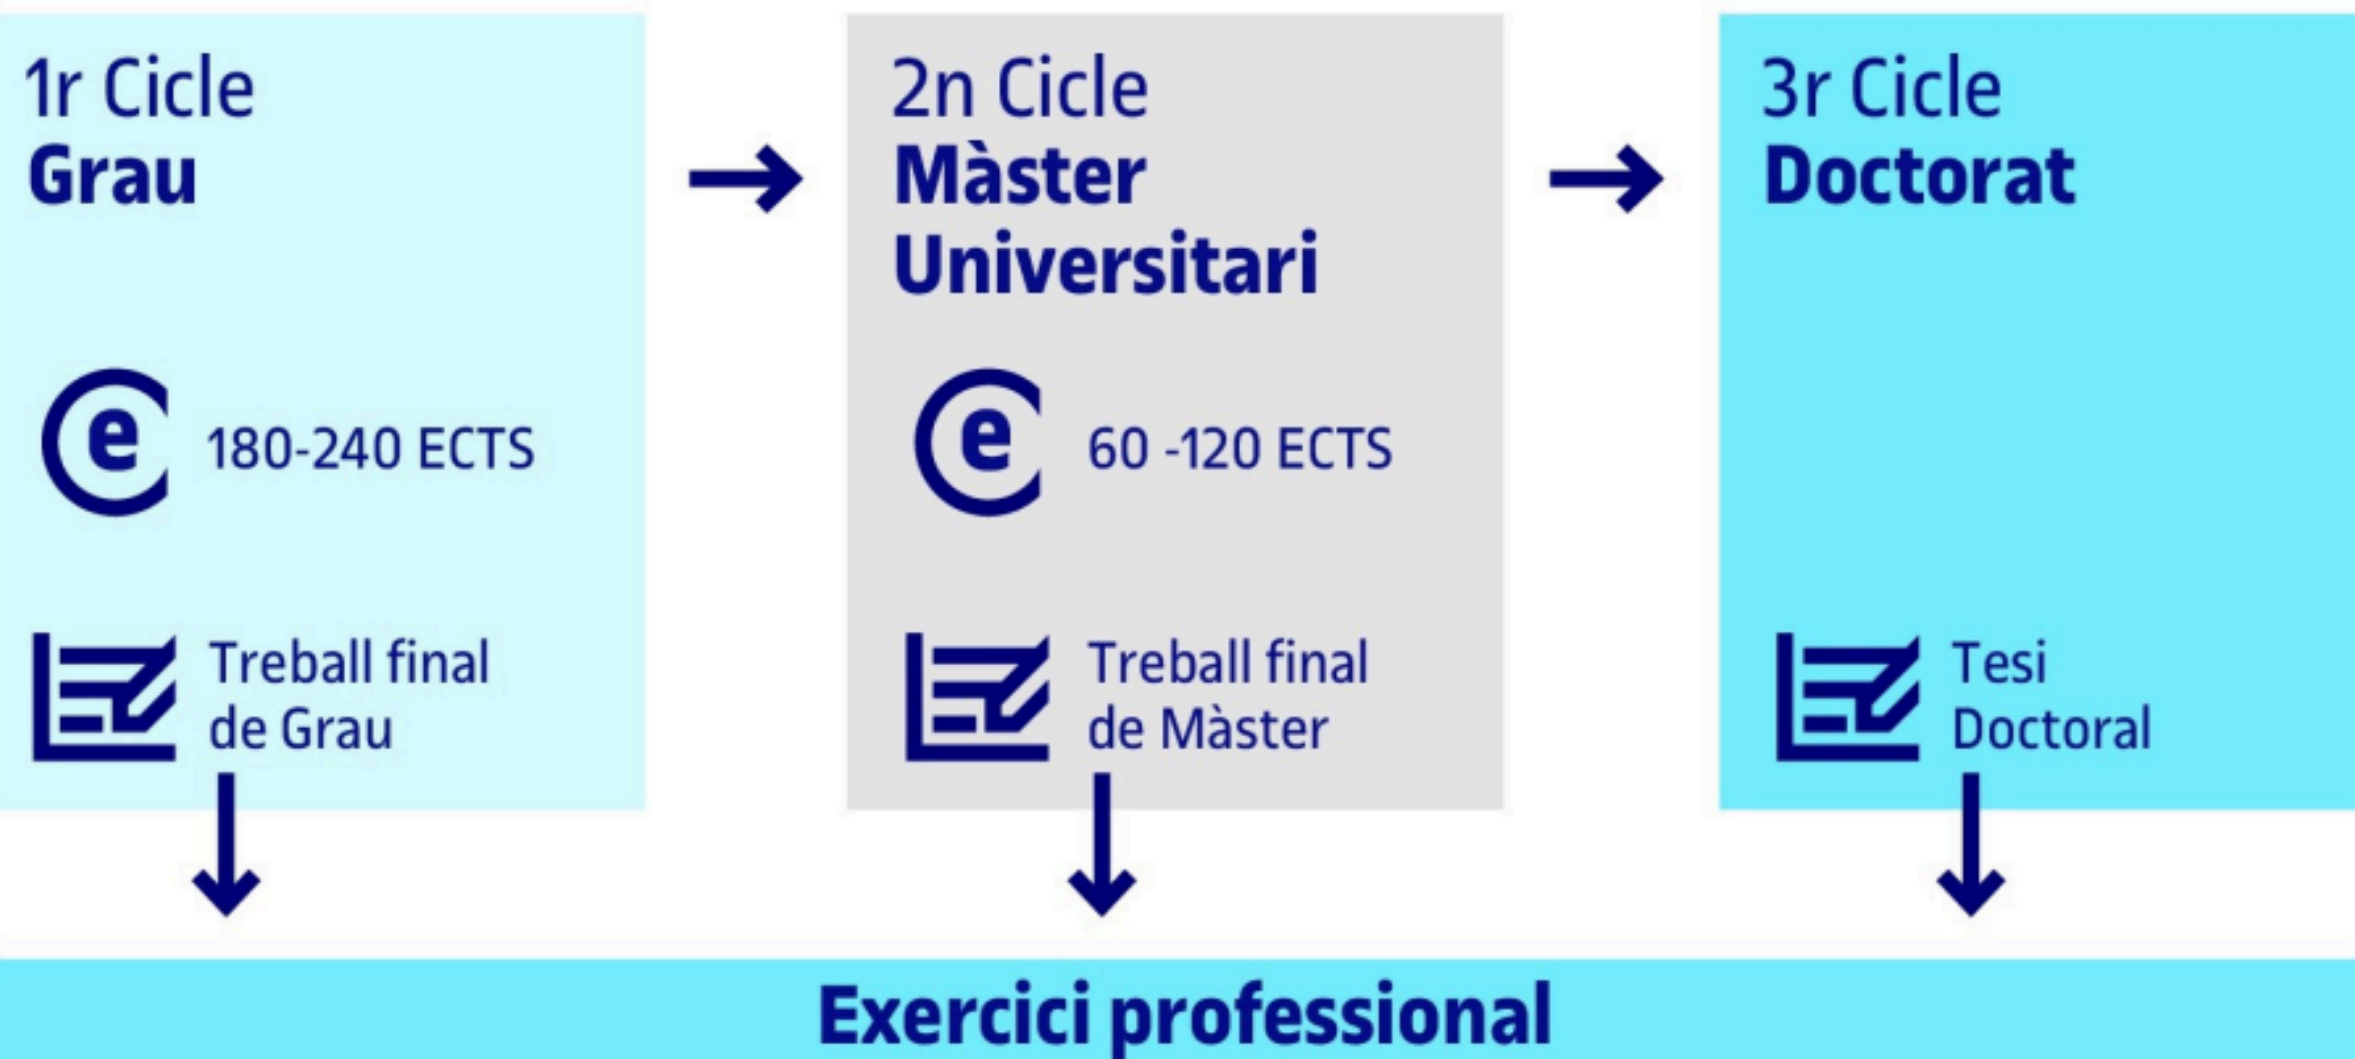 1r Cicle
Grau
e
180-240 ECTS
Treball final
de Grau
2n Cicle
Màster
Universitari
e
60 -120 ECTS
Treball final
de Màster
3r Cicle
Doctorat
Tesi
Doctoral
Exercici professional